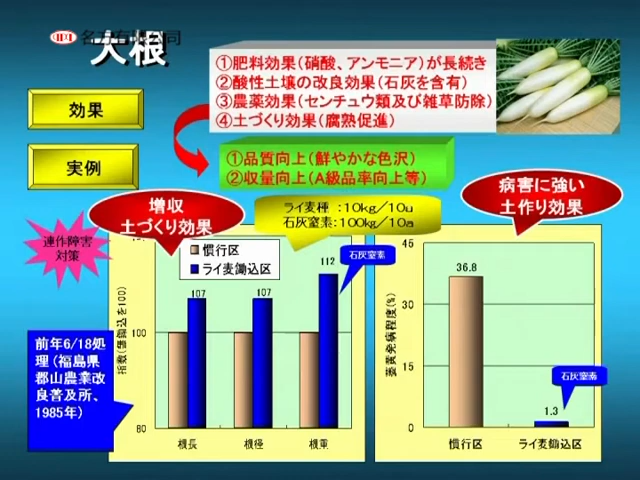 名方有限公司
大根
効果
実例
①肥料効果(硝酸、アンモニア)が長続き
②酸性土壌の改良効果(石灰を含有)
③農薬効果(センチュウ類及び雑草防除)
④土づくり効果(腐熟促進)
①品質向上(鮮やかな色沢)
②収量向上(A級品率向上等)
増収
土づくり効果
ライ麦種 :10kg/10u
石灰窒素:100kg/10a
病害に強い
土作り効果
連作障害
対策
前年6/18処
理(福島県
郡山農業改
良普及所、
1985年)
慣行区
ライ麦鋤込区
石灰窒素
107
107
112
100
80
根長
根径
根重
45
30
15
0
36.8
1.3
石灰窒素
慣行区
ライ麦鋤込区